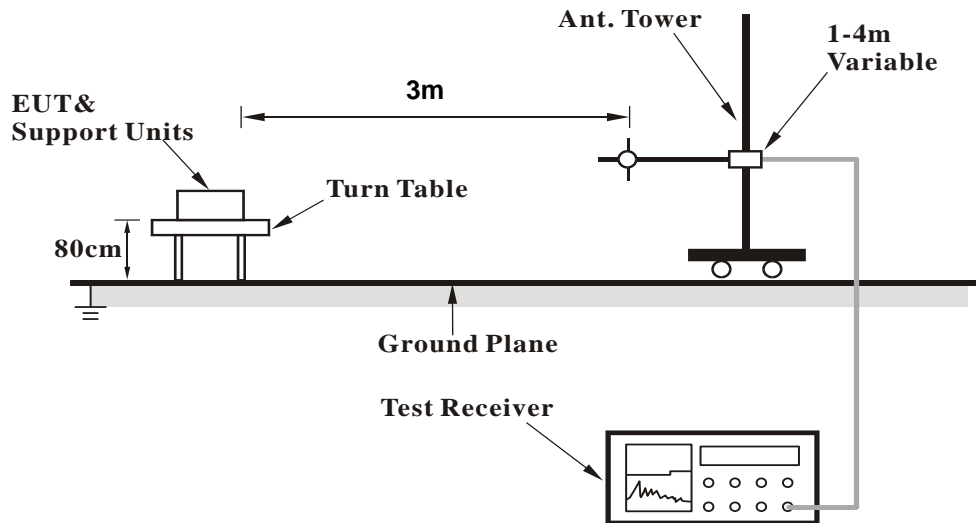 Ant. Tower
1-4m
Variable
3m
EUT&
Support Units
Turn Table
80cm
Ground Plane
Test Receiver